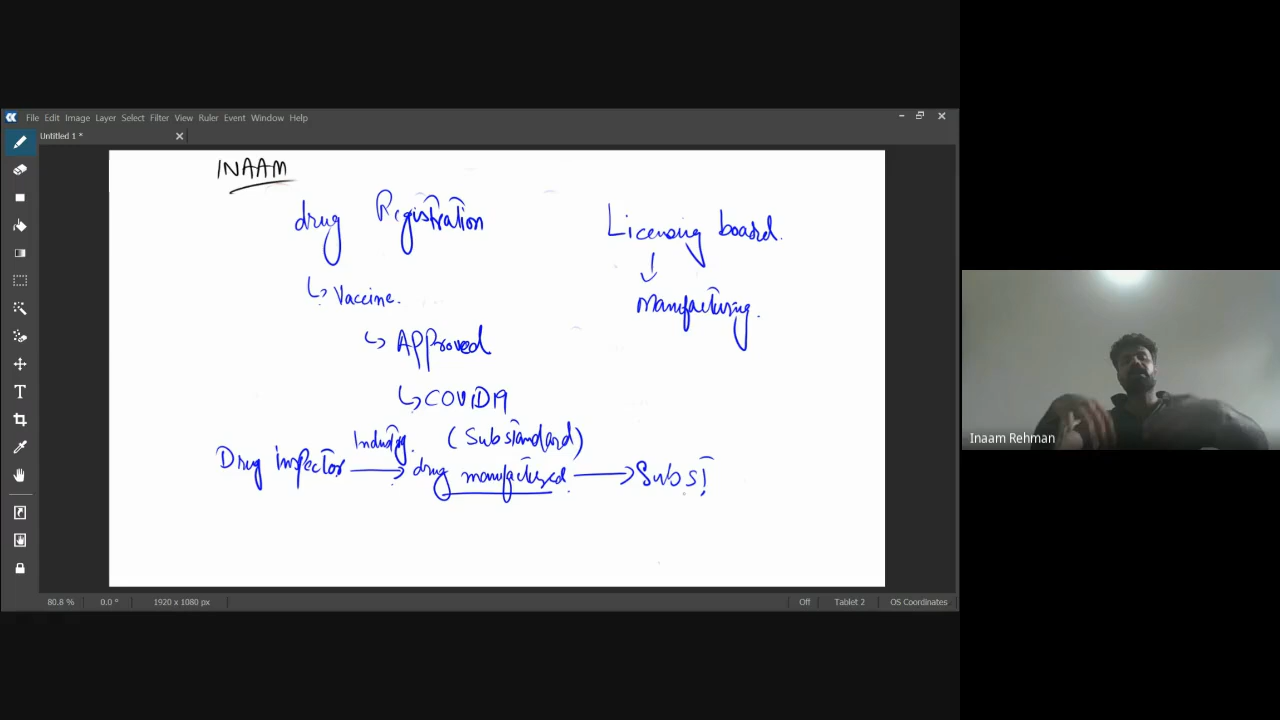 File Edit Image Layer Select Filter View Ruler Event Window Help
Untitled 1 *
INAAM
drug Registration
Licensing board.
Vaccine.
Manufacturing.
Approved
COVID19
Industry. (Substandard)
Drug inspector drug manufactured Subst
Inaam Rehman
80.8 % 0.0 ° 1920 x 1080 px Off Tablet 2 OS Coordinates